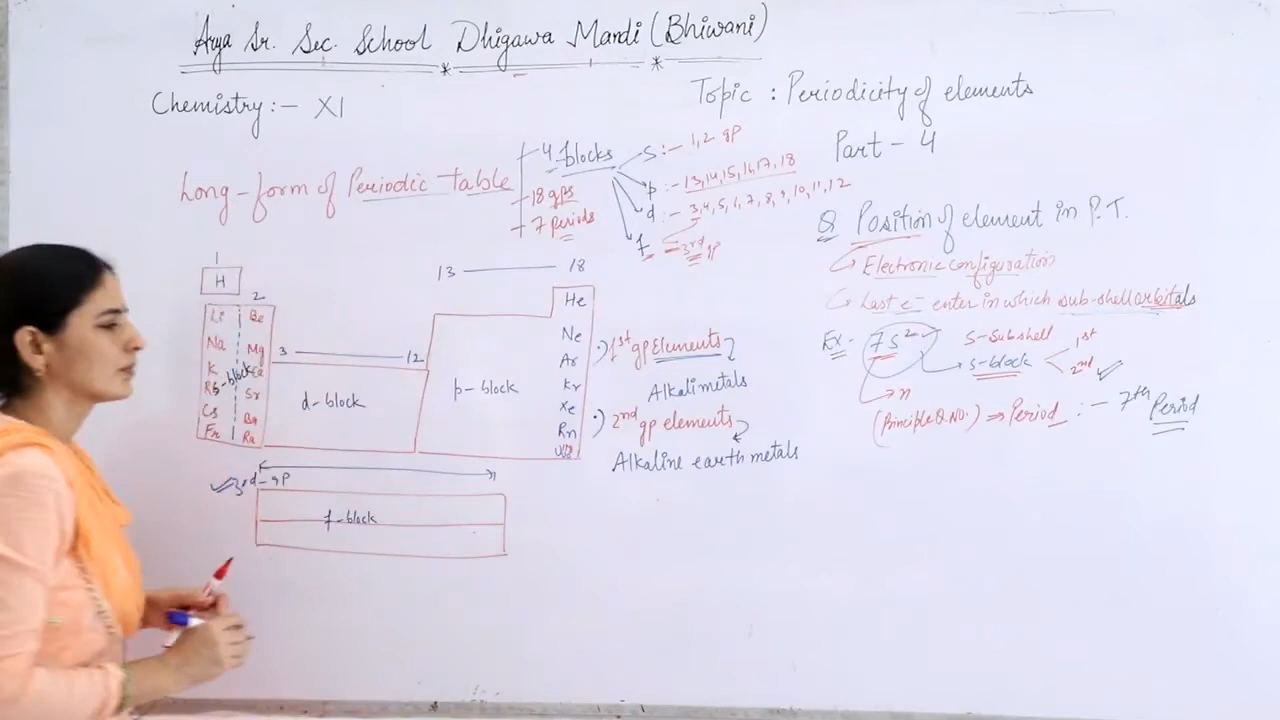 Arya Sr. Sec. School Dhigawa Mandi (Bhiwani)
Chemistry :- XI
Topic : Periodicity of elements
Part - 4
Long-form of Periodic table
4 blocks
18 gps
7 periods
s :- 1,2 gp
p :- 13,14,15,16,17,18
d :- 3,4,5,6,7,8,9,10,11,12
f - 3rd gp
1
H
2
Li Be
Na Mg
K Ca
Rb Sr
Cs Ba
Fr Ra
s-block
3 12
d-block
13 18
p-block
He
Ne
Ar
Kr
Xe
Rn
3rd-gp
f-block
1st gp Elements
Alkali metals
2nd gp elements
Alkaline earth metals
Q Position of element in P.T.
Electronic configuration
Last e- enter in which sub-shell orbitals
Ex- 7s2
s-subshell
s-block
1st
2nd
n
(Principle Q.NO.) ⇒ Period :- 7th Period